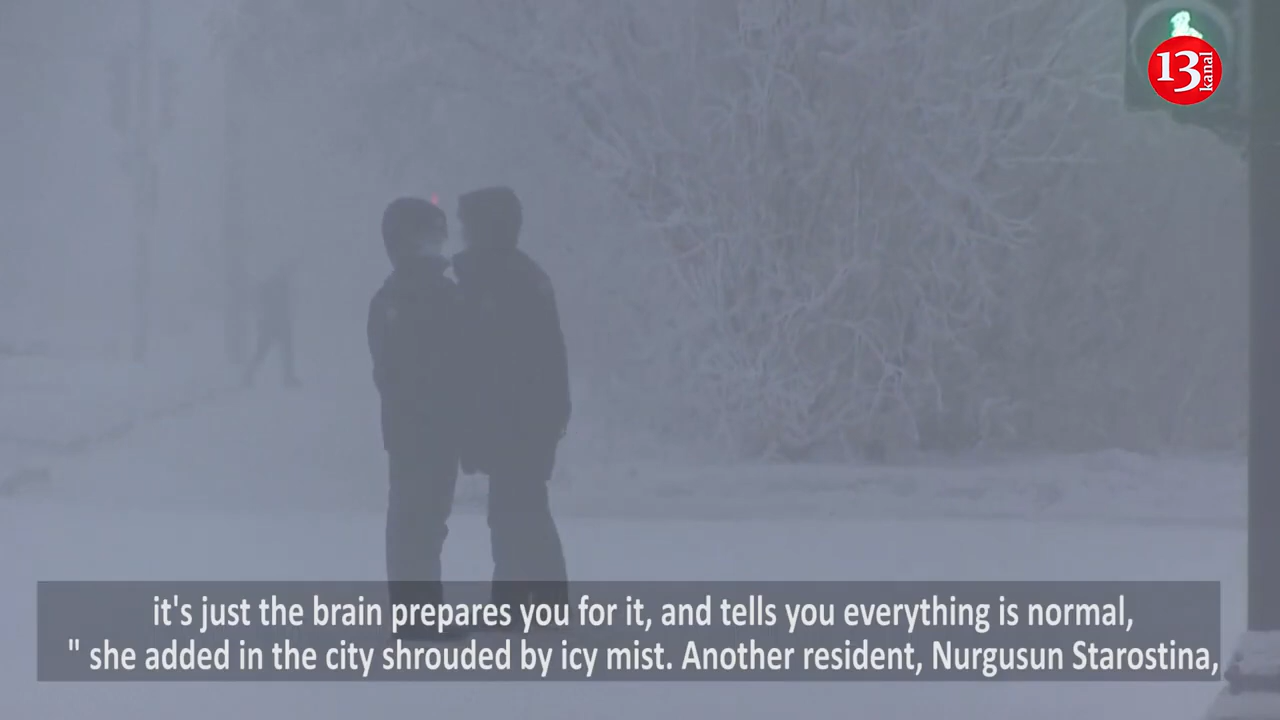 13
kanal
it's just the brain prepares you for it, and tells you everything is normal,
" she added in the city shrouded by icy mist. Another resident, Nurgusun Starostina,